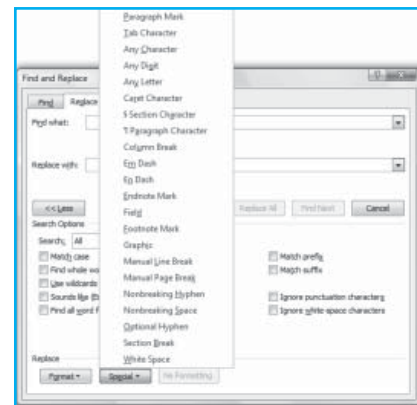 Paragraph Mark
Tab Character
Any Character
Any Digit
Any Letter
Caret Character
§ Section Character
¶ Paragraph Character
Column Break
Em Dash
En Dash
Endnote Mark
Field
Footnote Mark
Graphic
Manual Line Break
Manual Page Break
Nonbreaking Hyphen
Nonbreaking Space
Optional Hyphen
Section Break
White Space
Find and Replace
Find Replace
Find what:
Replace with:
<< Less Replace All Find Next Cancel
Search Options
Search: All
Match case Match prefix
Find whole wo Match suffix
Use wildcards
Sounds like (E Ignore punctuation characters
Find all word f Ignore white-space characters
Replace
Format Special No Formatting